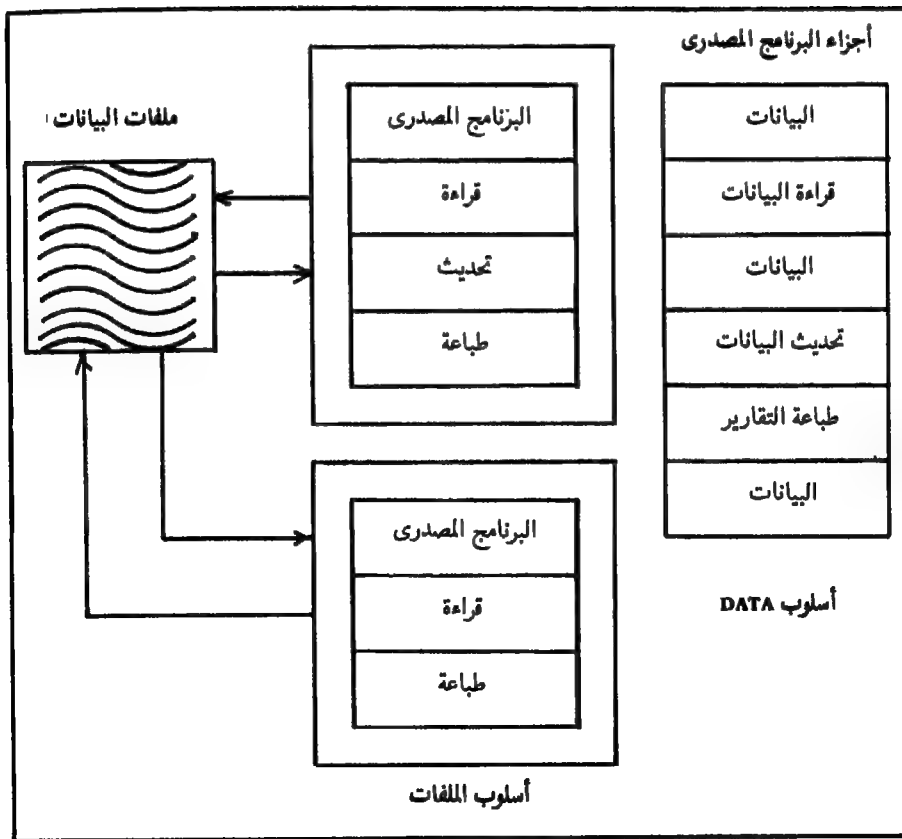 أجزاء البرنامج المصدرى
البيانات
قراءة البيانات
البيانات
تحديث البيانات
طباعة التقارير
البيانات
أسلوب DATA
البرنامج المصدرى
قراءة
تحديث
طباعة
ملفات البيانات
البرنامج المصدرى
قراءة
طباعة
أسلوب الملفات